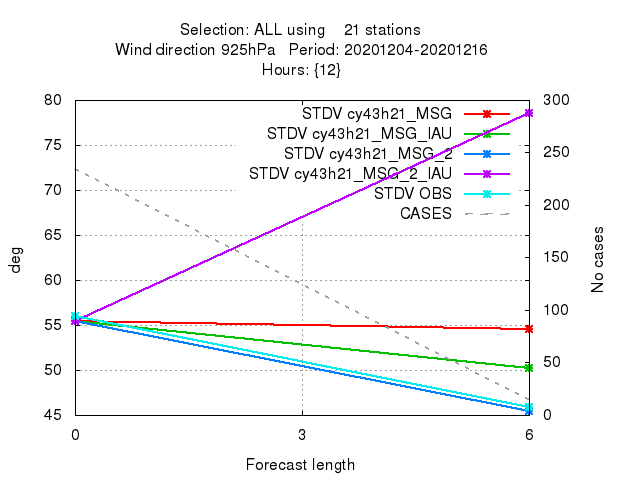 Selection: ALL using 21 stations
Wind direction 925hPa Period: 20201204-20201216
Hours: {12}
80
75
70
65
60
55
50
45
300
250
200
150
100
50
0
STDV cy43h21_MSG
STDV cy43h21_MSG_IAU
STDV cy43h21_MSG_2
STDV cy43h21_MSG_2_IAU
STDV OBS
CASES
deg
No cases
0
3
6
Forecast length